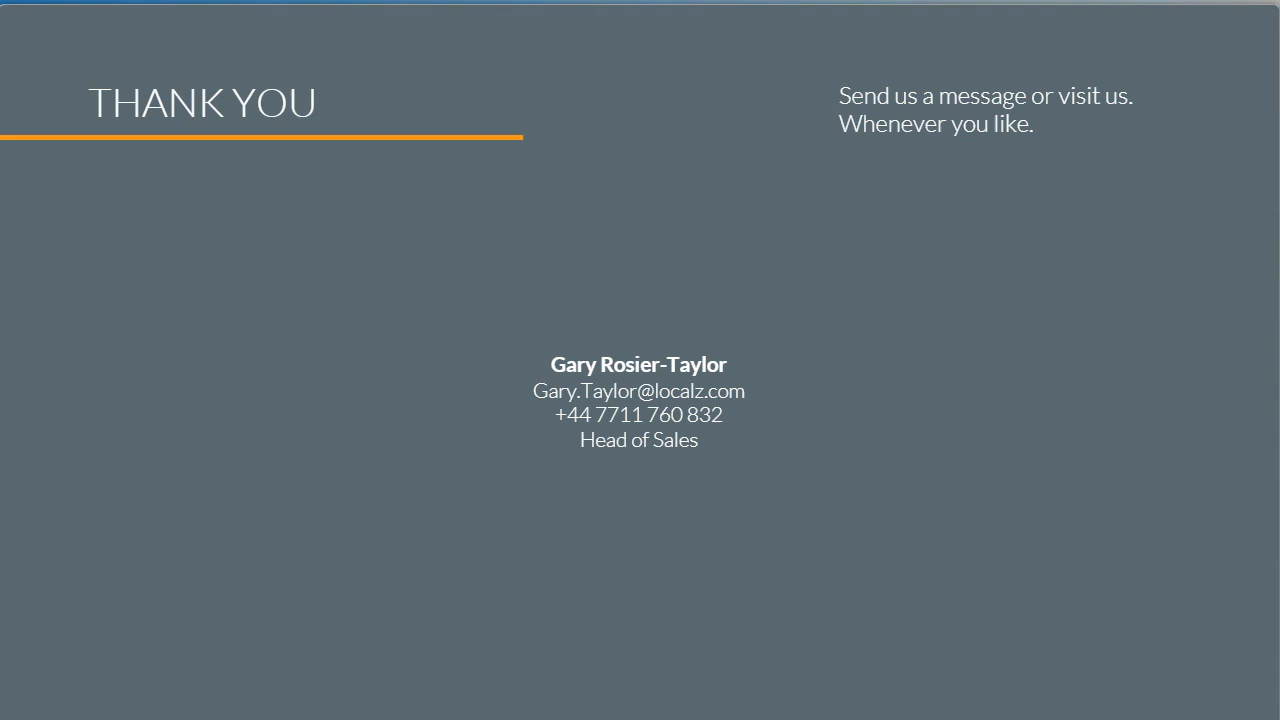 THANK YOU
Send us a message or visit us.
Whenever you like.
Gary Rosier-Taylor
Gary.Taylor@localz.com
+44 7711 760 832
Head of Sales